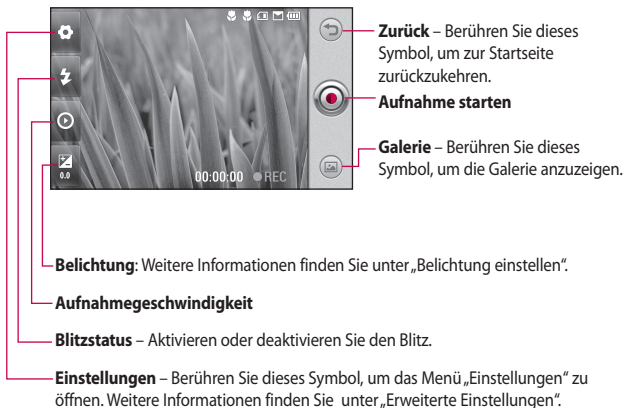 Zurück – Berühren Sie dieses
Symbol, um zur Startseite
zurückzukehren.
Aufnahme starten
Galerie – Berühren Sie dieses
Symbol, um die Galerie anzuzeigen.
0.0
00:00:00 REC
Belichtung: Weitere Informationen finden Sie unter „Belichtung einstellen“.
Aufnahmegeschwindigkeit
Blitzstatus – Aktivieren oder deaktivieren Sie den Blitz.
Einstellungen – Berühren Sie dieses Symbol, um das Menü „Einstellungen“ zu
öffnen. Weitere Informationen finden Sie unter „Erweiterte Einstellungen“.